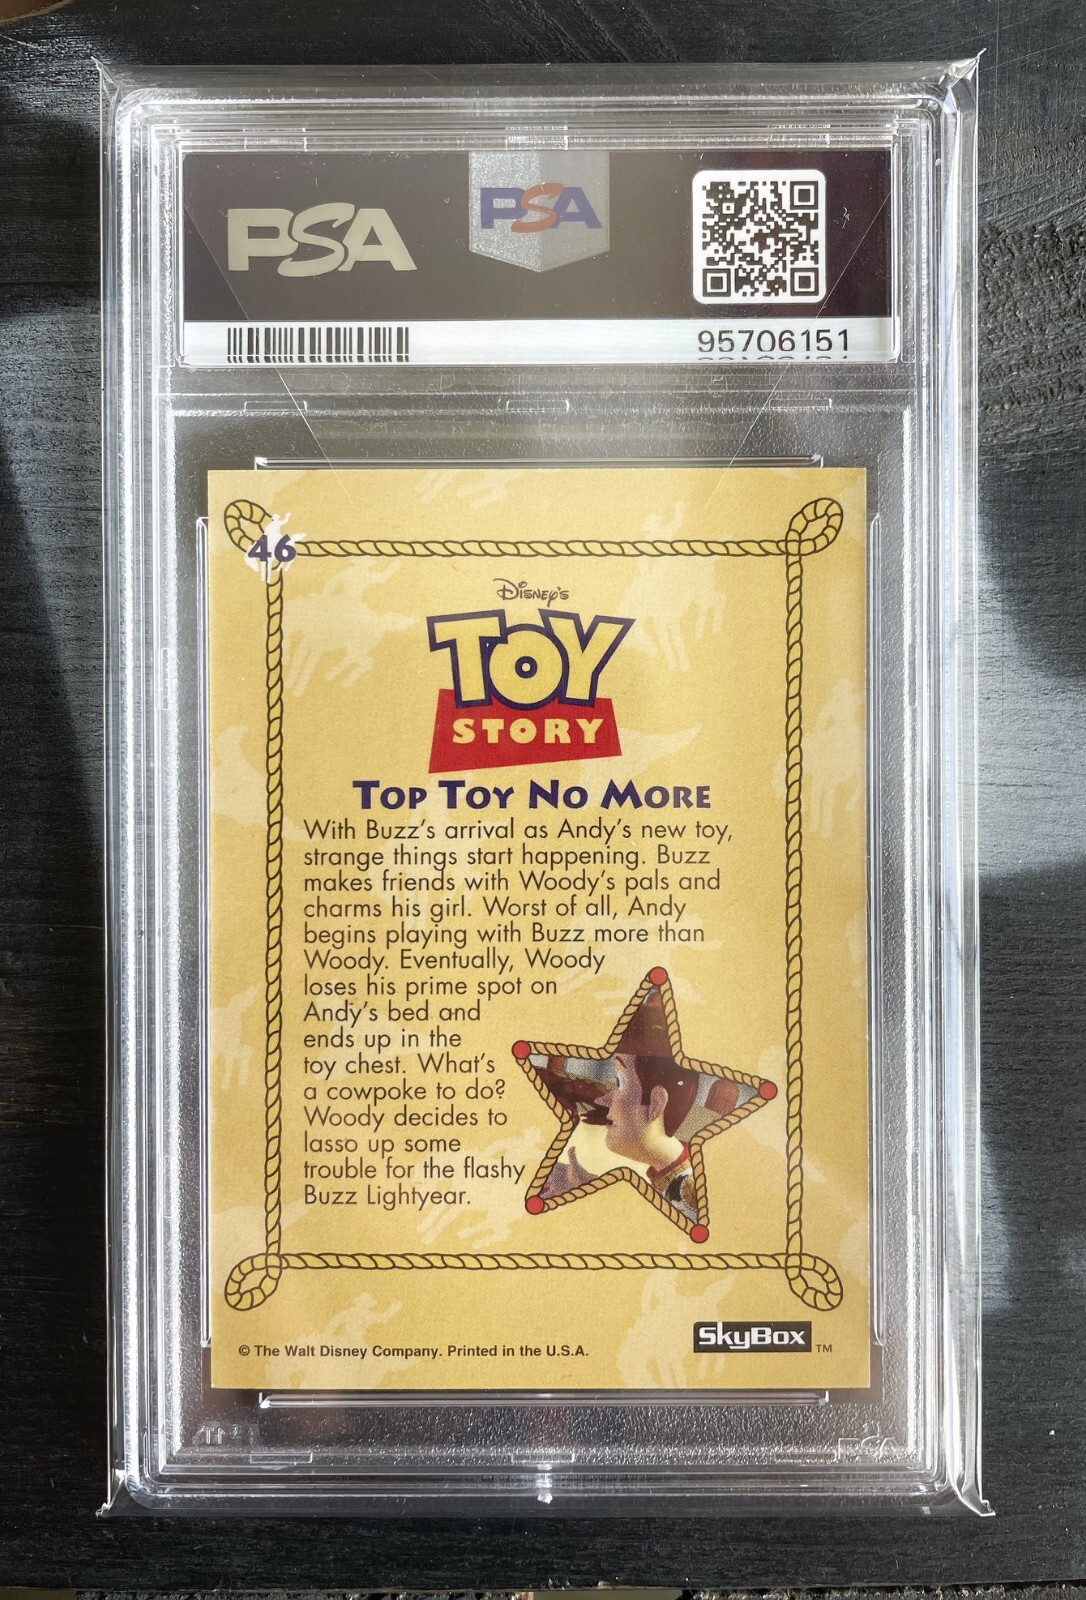 PSA
PSA
95706151
46
Disney's
TOY
STORY
TOP TOY NO MORE
With Buzz's arrival as Andy's new toy,
strange things start happening. Buzz
makes friends with Woody's pals and
charms his girl. Worst of all, Andy
begins playing with Buzz more than
Woody. Eventually, Woody
loses his prime spot on
Andy's bed and
ends up in the
toy chest. What's
a cowpoke to do?
Woody decides to
lasso up some
trouble for the flashy
Buzz Lightyear.
SkyBox ™
© The Walt Disney Company. Printed in the U.S.A.
PSA